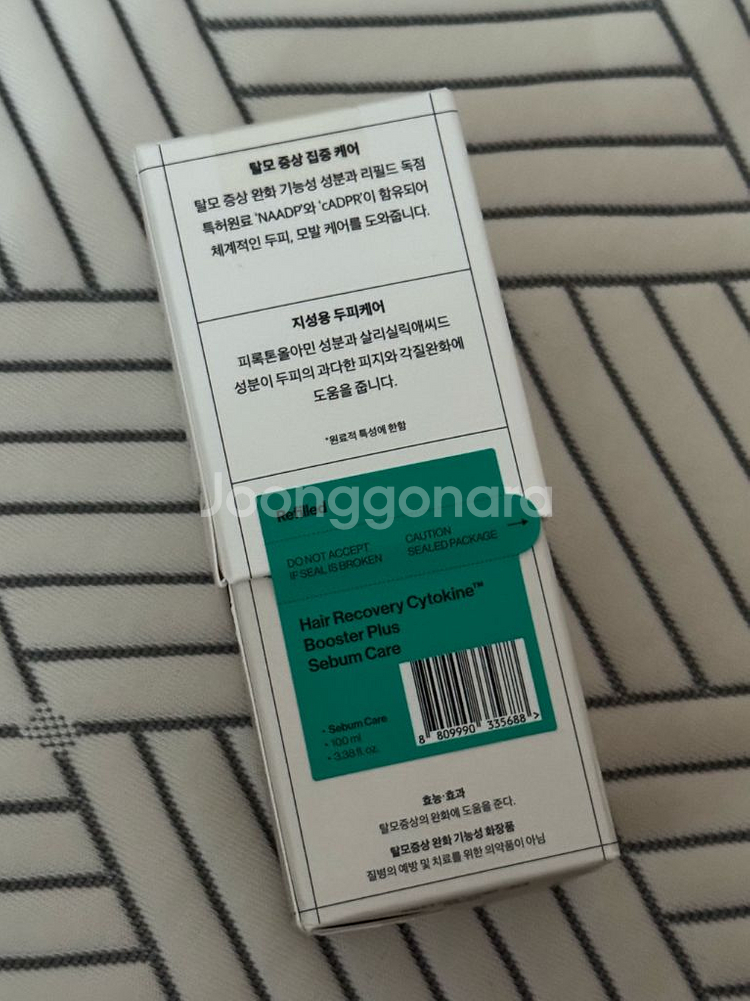 탈모 증상 집중 케어
탈모 증상 완화 기능성 성분과 리필드 독점
특허원료 'NAADP'와 'cADPR'이 함유되어
체계적인 두피, 모발 케어를 도와줍니다.
지성용 두피케어
피록톤올아민 성분과 살리실릭애씨드
성분이 두피의 과다한 피지와 각질완화에
도움을 줍니다.
*원료적 특성에 한함
Joonggonara
Refilled
DO NOT ACCEPT
IF SEAL IS BROKEN
CAUTION
SEALED PACKAGE →
Hair Recovery Cytokine™
Booster Plus
Sebum Care
• Sebum Care
• 100 ml
• 3.38 fl. oz.
8 809990 335688 >
효능·효과
탈모증상의 완화에 도움을 준다.
탈모증상 완화 기능성 화장품
질병의 예방 및 치료를 위한 의약품이 아님